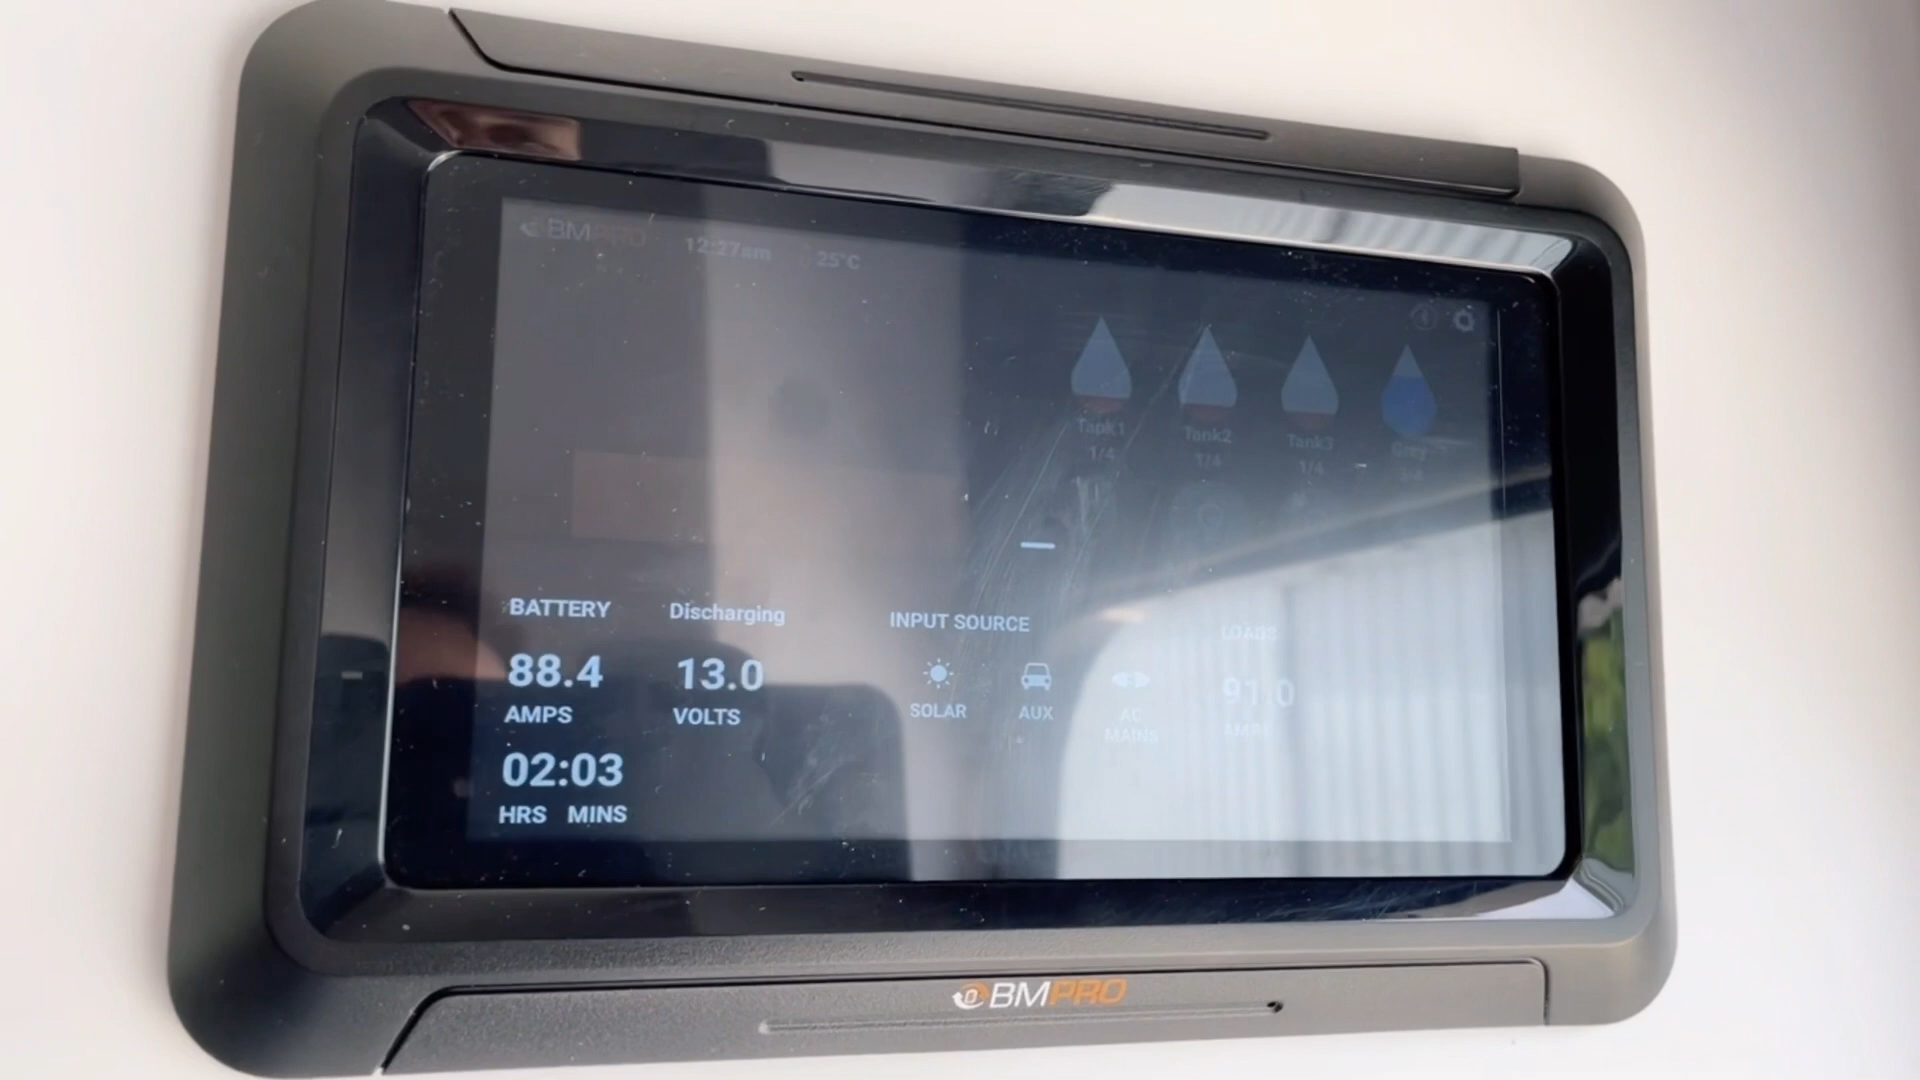 BMPRO 12:27am 25°C
Tank1 Tank2 Tank3 Grey
1/4 1/4 1/4 3/4
BATTERY Discharging INPUT SOURCE LOADS
88.4 13.0 91.0
AMPS VOLTS SOLAR AUX AC MAINS AMPS
02:03
HRS MINS
BMPRO